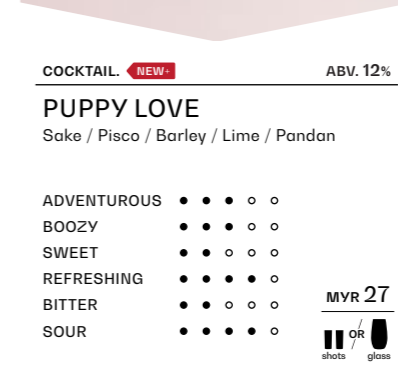 COCKTAIL. NEW+ ABV. 12%
PUPPY LOVE
Sake / Pisco / Barley / Lime / Pandan
ADVENTUROUS
BOOZY
SWEET
REFRESHING
BITTER
SOUR
MYR 27
OR
shots glass